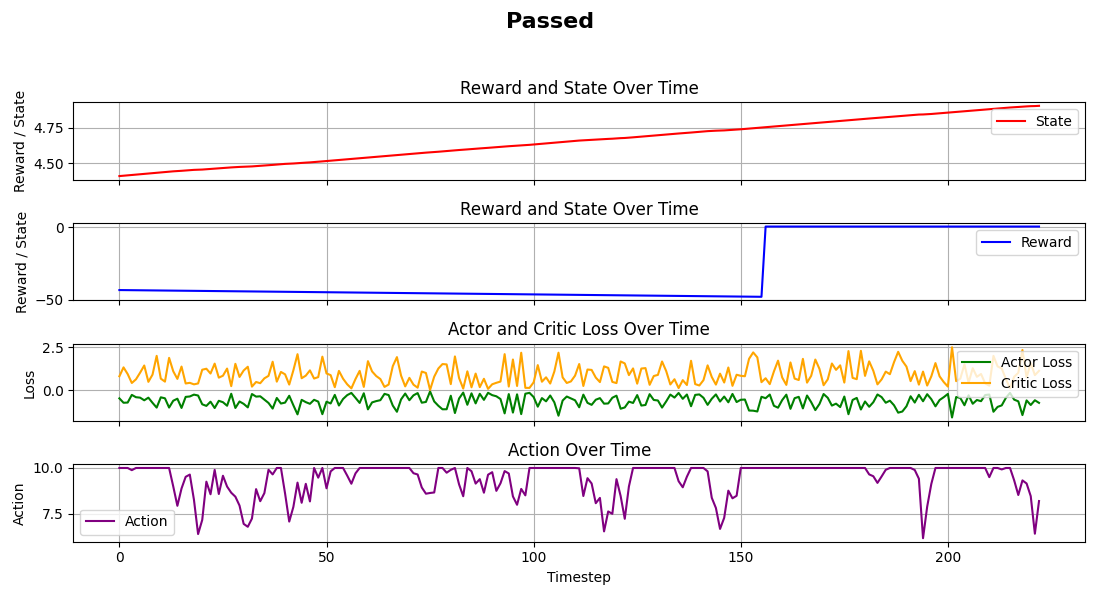 Passed
Reward and State Over Time
Reward / State
4.75
4.50
State
Reward and State Over Time
Reward / State
0
−50
Reward
Actor and Critic Loss Over Time
Loss
2.5
0.0
Actor Loss
Critic Loss
Action Over Time
Action
10.0
7.5
Action
0 50 100 150 200
Timestep